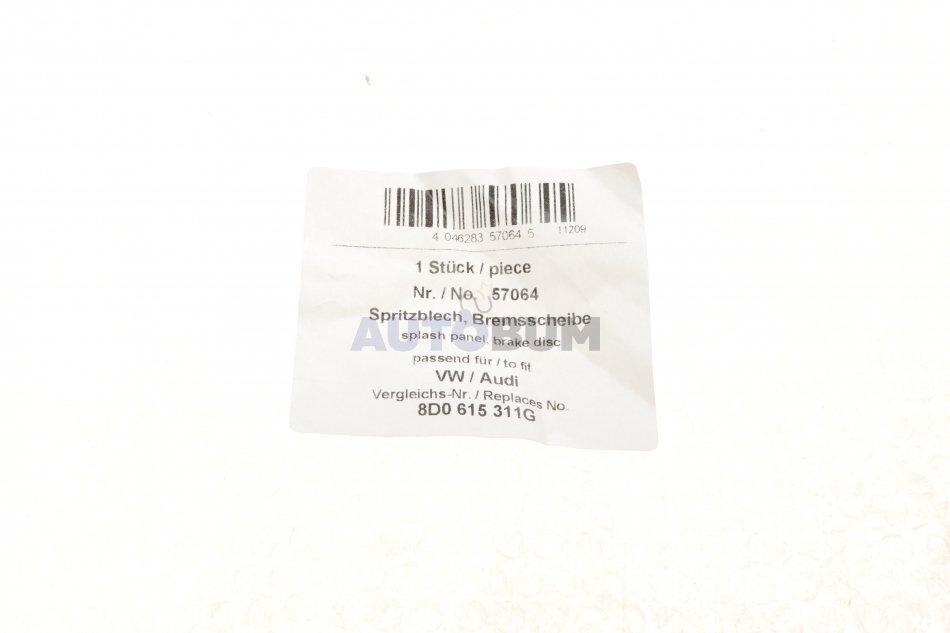 4 046283 57064 5 11209
1 Stück / piece
Nr. / No. 57064
Spritzblech, Bremsscheibe
AUTOBUM
splash panel, brake disc
passend für / to fit
VW / Audi
Vergleichs-Nr. / Replaces No.
8D0 615 311G